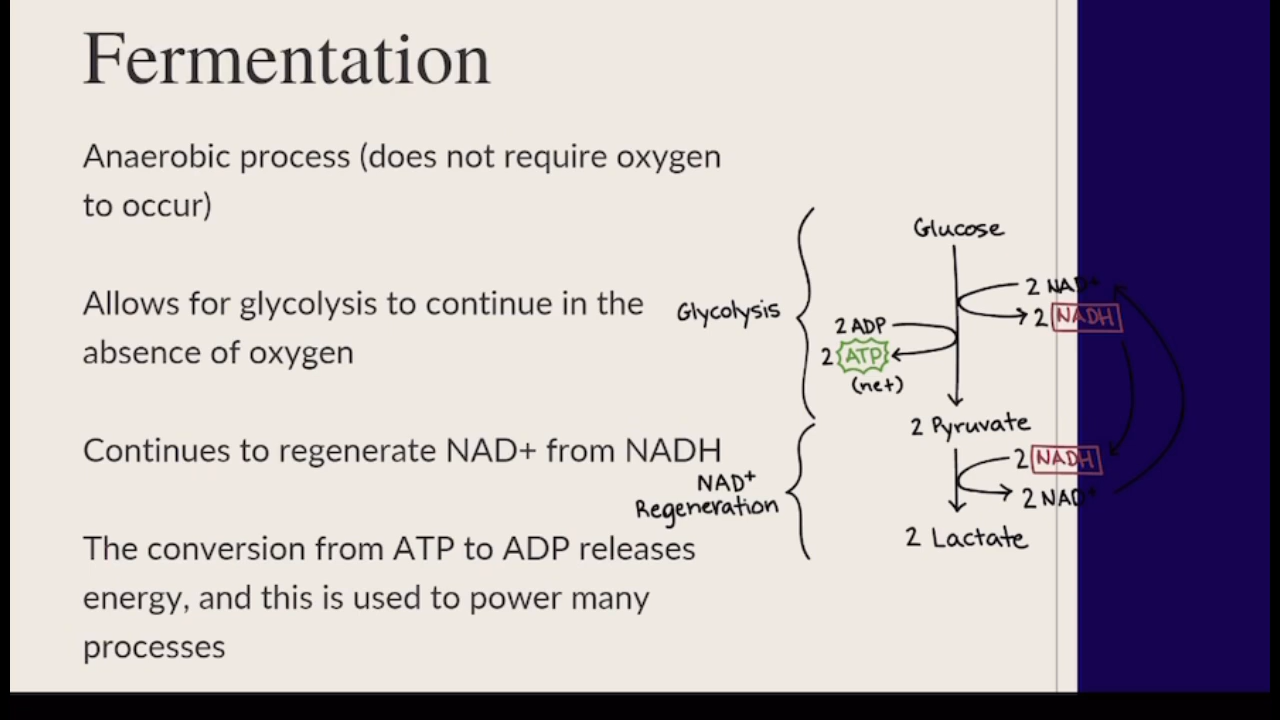 Fermentation
Anaerobic process (does not require oxygen
to occur)
Allows for glycolysis to continue in the
absence of oxygen
Continues to regenerate NAD+ from NADH
The conversion from ATP to ADP releases
energy, and this is used to power many
processes
Glucose
2 NAD+
2 NADH
Glycolysis
2 ADP
2 ATP
(net)
2 Pyruvate
2 NADH
2 NAD+
NAD+
Regeneration
2 Lactate